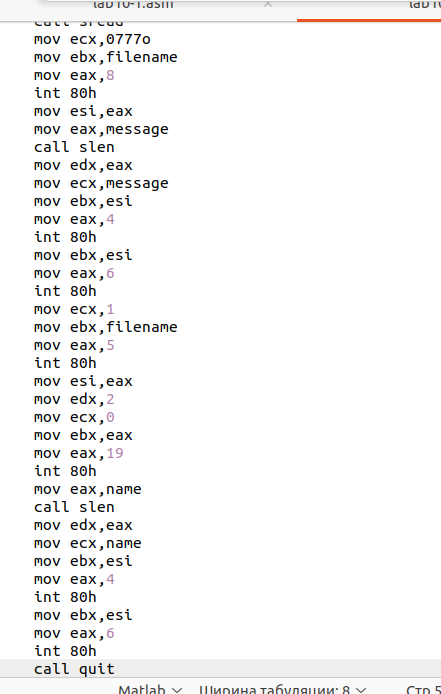 lab10-1.asm × lab10
call sread
mov ecx,0777o
mov ebx,filename
mov eax,8
int 80h
mov esi,eax
mov eax,message
call slen
mov edx,eax
mov ecx,message
mov ebx,esi
mov eax,4
int 80h
mov ebx,esi
mov eax,6
int 80h
mov ecx,1
mov ebx,filename
mov eax,5
int 80h
mov esi,eax
mov edx,2
mov ecx,0
mov ebx,eax
mov eax,19
int 80h
mov eax,name
call slen
mov edx,eax
mov ecx,name
mov ebx,esi
mov eax,4
int 80h
mov ebx,esi
mov eax,6
int 80h
call quit
Matlab Ширина табуляции: 8 Стр 5